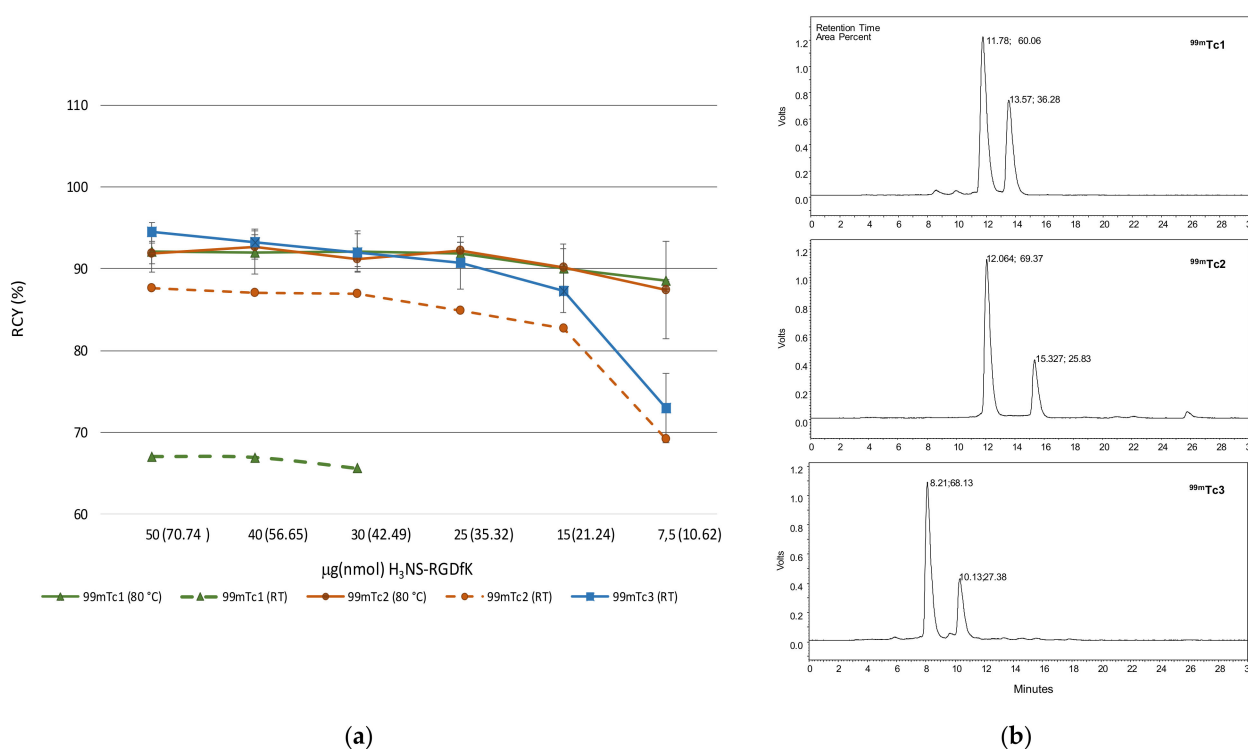 110
100
90
80
70
60
RCY (%)
50 (70.74 ) 40 (56.65) 30 (42.49) 25 (35.32) 15(21.24) 7,5 (10.62)
µg(nmol) H₃NS-RGDfK
99mTc1 (80 °C) 99mTc1 (RT) 99mTc2 (80 °C) 99mTc2 (RT) 99mTc3 (RT)
(a)
Retention Time
Area Percent
11.78; 60.06
⁹⁹ᵐTc1
13.57; 36.28
Volts
1.2
1.0
0.8
0.6
0.4
0.2
0.0
0 2 4 6 8 10 12 14 16 18 20 22 24 26 28 3
12.064; 69.37
⁹⁹ᵐTc2
15.327; 25.83
Volts
1.2
1.0
0.8
0.6
0.4
0.2
0.0
0 2 4 6 8 10 12 14 16 18 20 22 24 26 28 3
8.21;68.13
⁹⁹ᵐTc3
10.13;27.38
Volts
1.2
1.0
0.8
0.6
0.4
0.2
0.0
0 2 4 6 8 10 12 14 16 18 20 22 24 26 28 3
Minutes
(b)